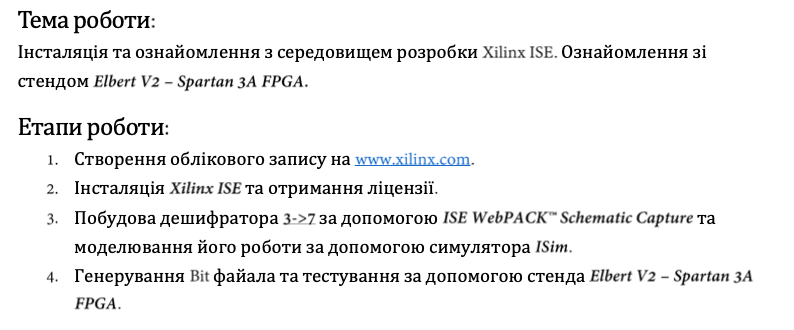 Тема роботи:
Інсталяція та ознайомлення з середовищем розробки Xilinx ISE. Ознайомлення зі
стендом Elbert V2 – Spartan 3A FPGA.
Етапи роботи:
1. Створення облікового запису на www.xilinx.com.
2. Інсталяція Xilinx ISE та отримання ліцензії.
3. Побудова дешифратора 3->7 за допомогою ISE WebPACK™ Schematic Capture та
моделювання його роботи за допомогою симулятора ISim.
4. Генерування Bit файала та тестування за допомогою стенда Elbert V2 – Spartan 3A
FPGA.